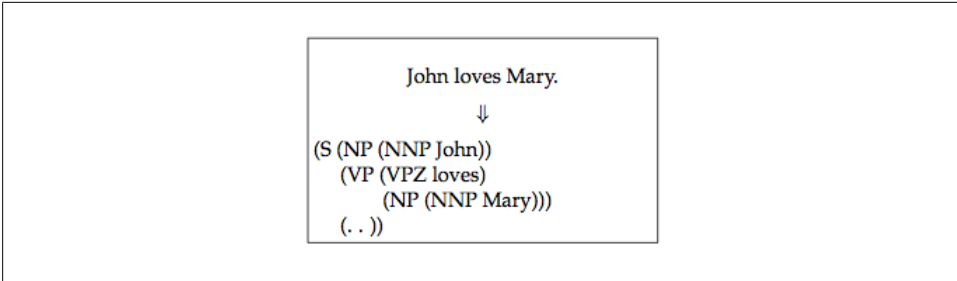 John loves Mary.
⇓
(S (NP (NNP John))
(VP (VPZ loves)
(NP (NNP Mary)))
(. . ))